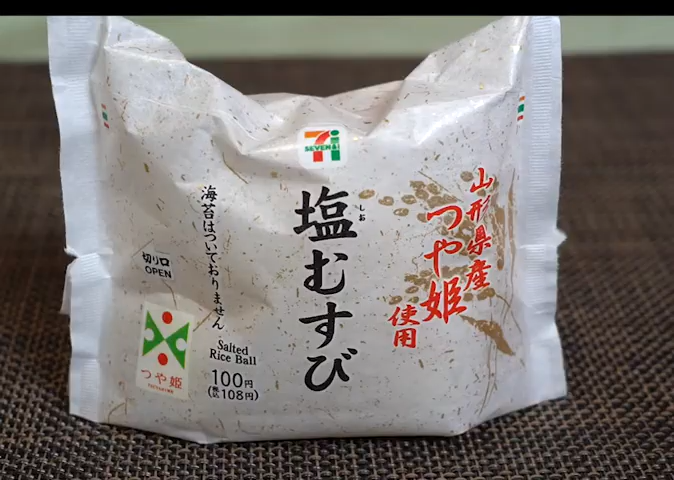 SEVEN&i
山形県産
つや姫
使用
しお
塩むすび
海苔はついておりません
切り口
OPEN
Salted
Rice Ball
100円
(税込108円)
つや姫
TSUYAHIME